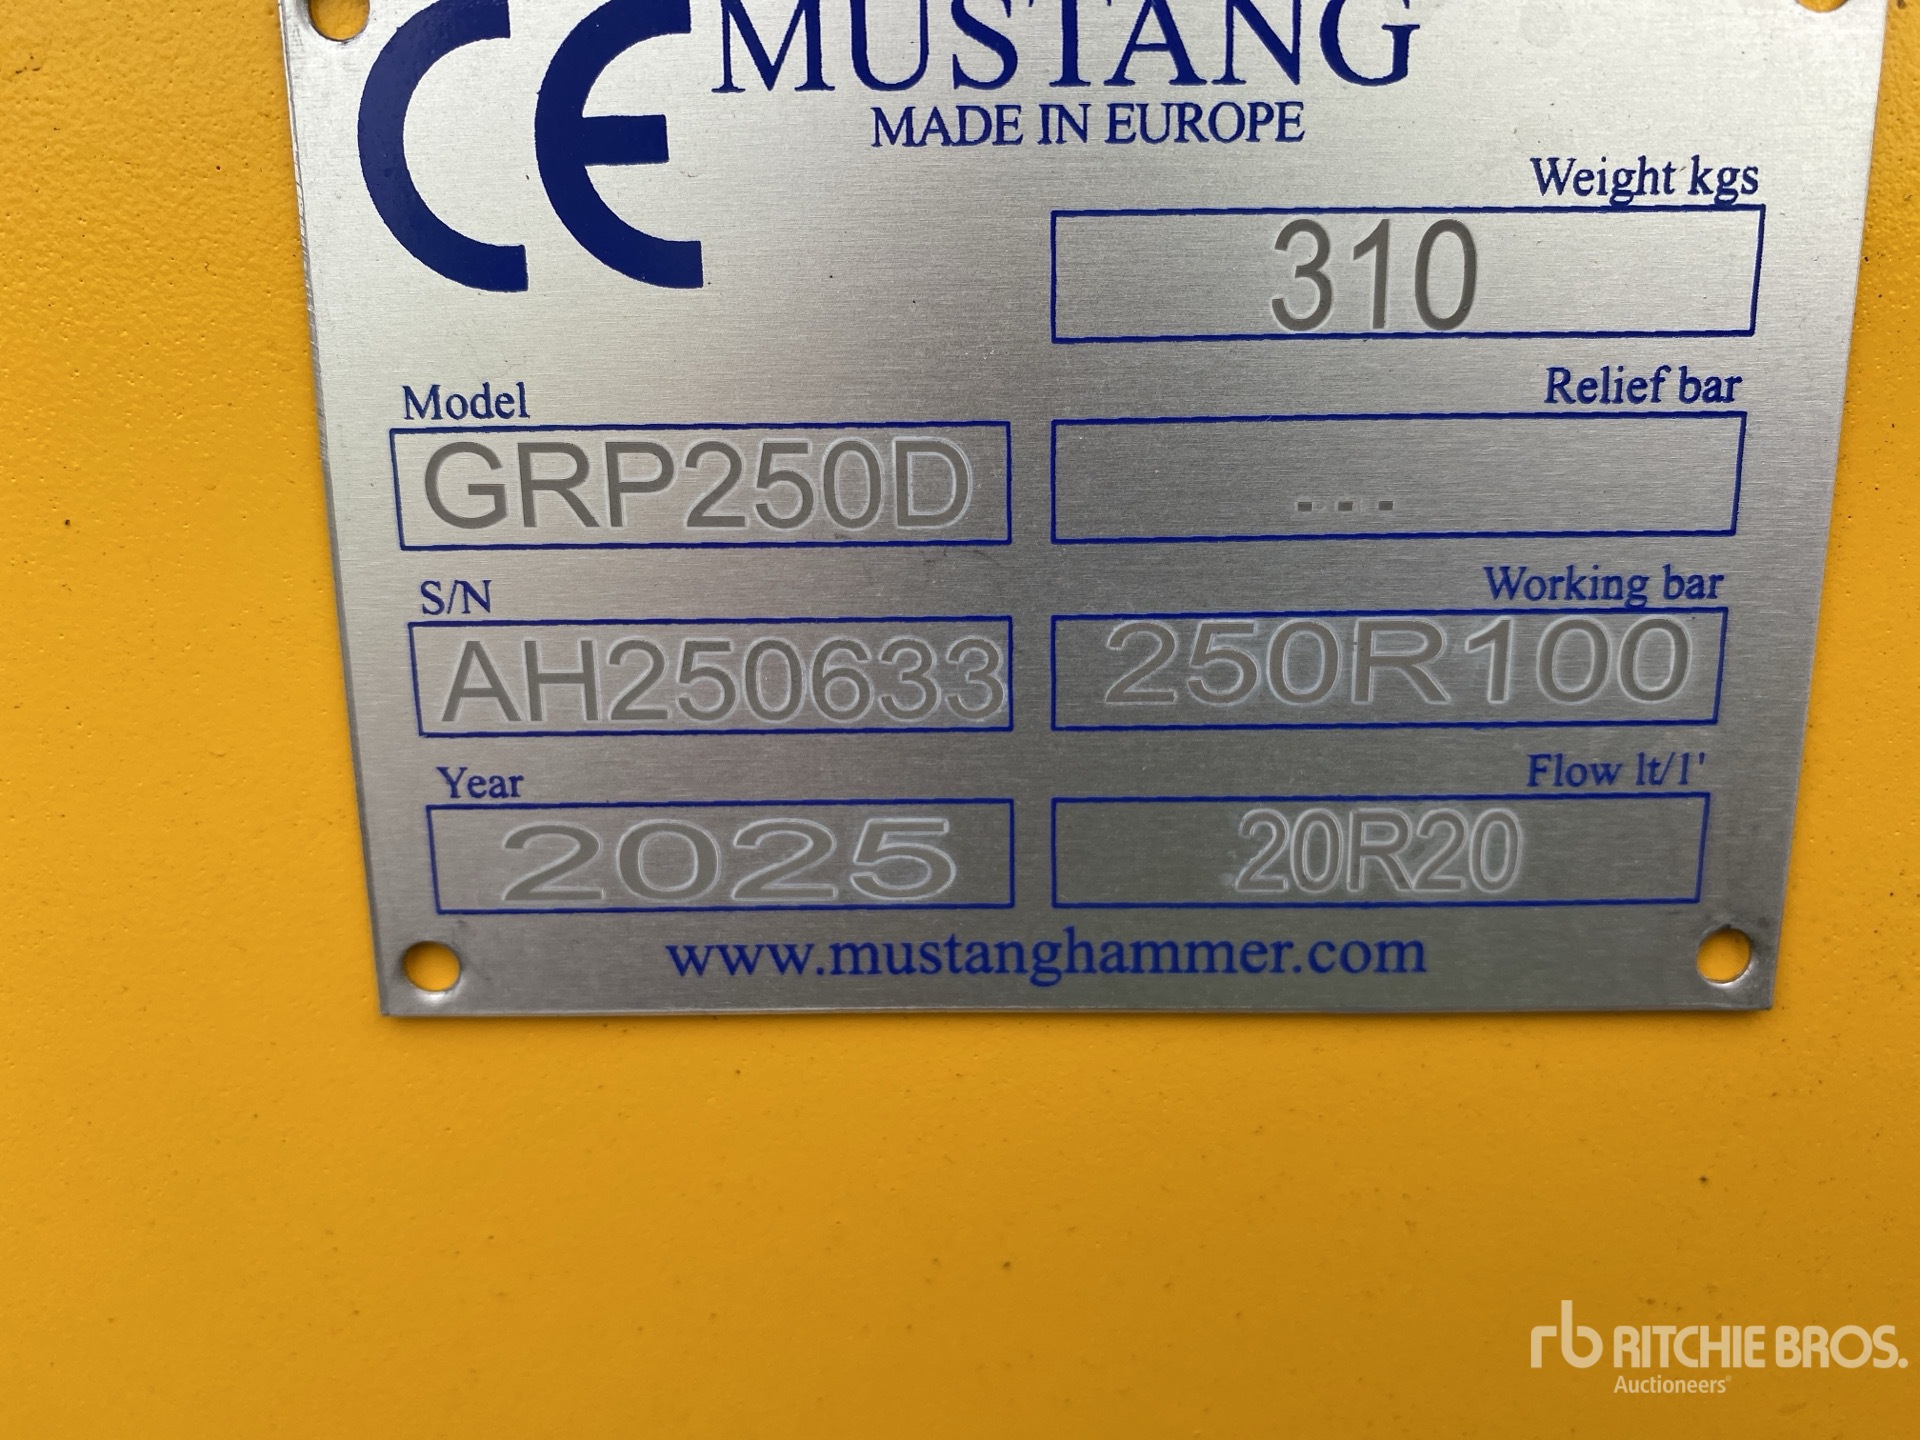 CE MUSTANG
MADE IN EUROPE
Weight kgs
310
Model
GRP250D
Relief bar
...
S/N
AH250633
Working bar
250R100
Year
2025
Flow lt/1'
20R20
www.mustanghammer.com
rb RITCHIE BROS.
Auctioneers